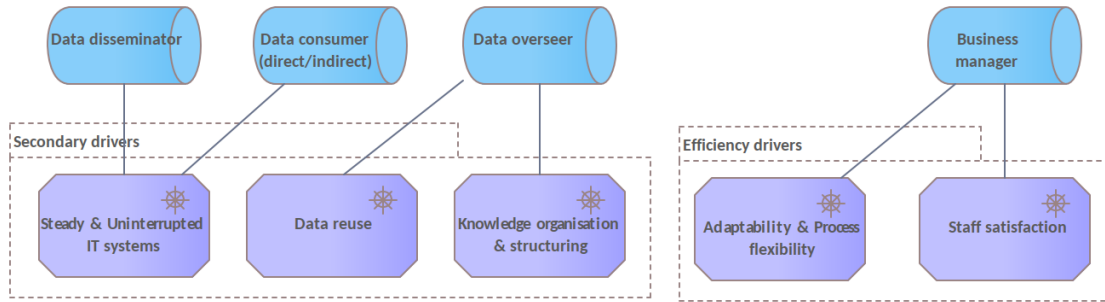 Data disseminator
Data consumer
(direct/indirect)
Data overseer
Business
manager
Secondary drivers
Efficiency drivers
Steady & Uninterrupted
IT systems
Data reuse
Knowledge organisation
& structuring
Adaptability & Process
flexibility
Staff satisfaction